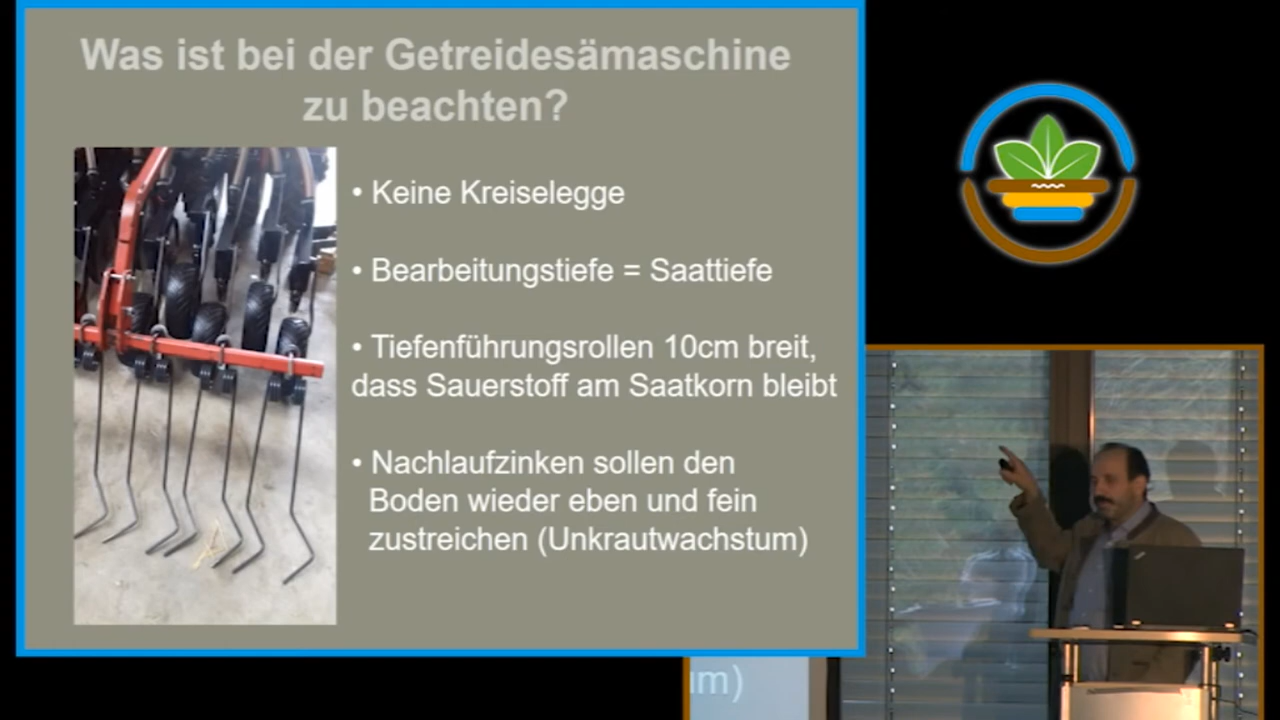 Was ist bei der Getreidesämaschine
zu beachten?
• Keine Kreiselegge
• Bearbeitungstiefe = Saattiefe
• Tiefenführungsrollen 10cm breit,
dass Sauerstoff am Saatkorn bleibt
• Nachlaufzinken sollen den
Boden wieder eben und fein
zustreichen (Unkrautwachstum)
um)